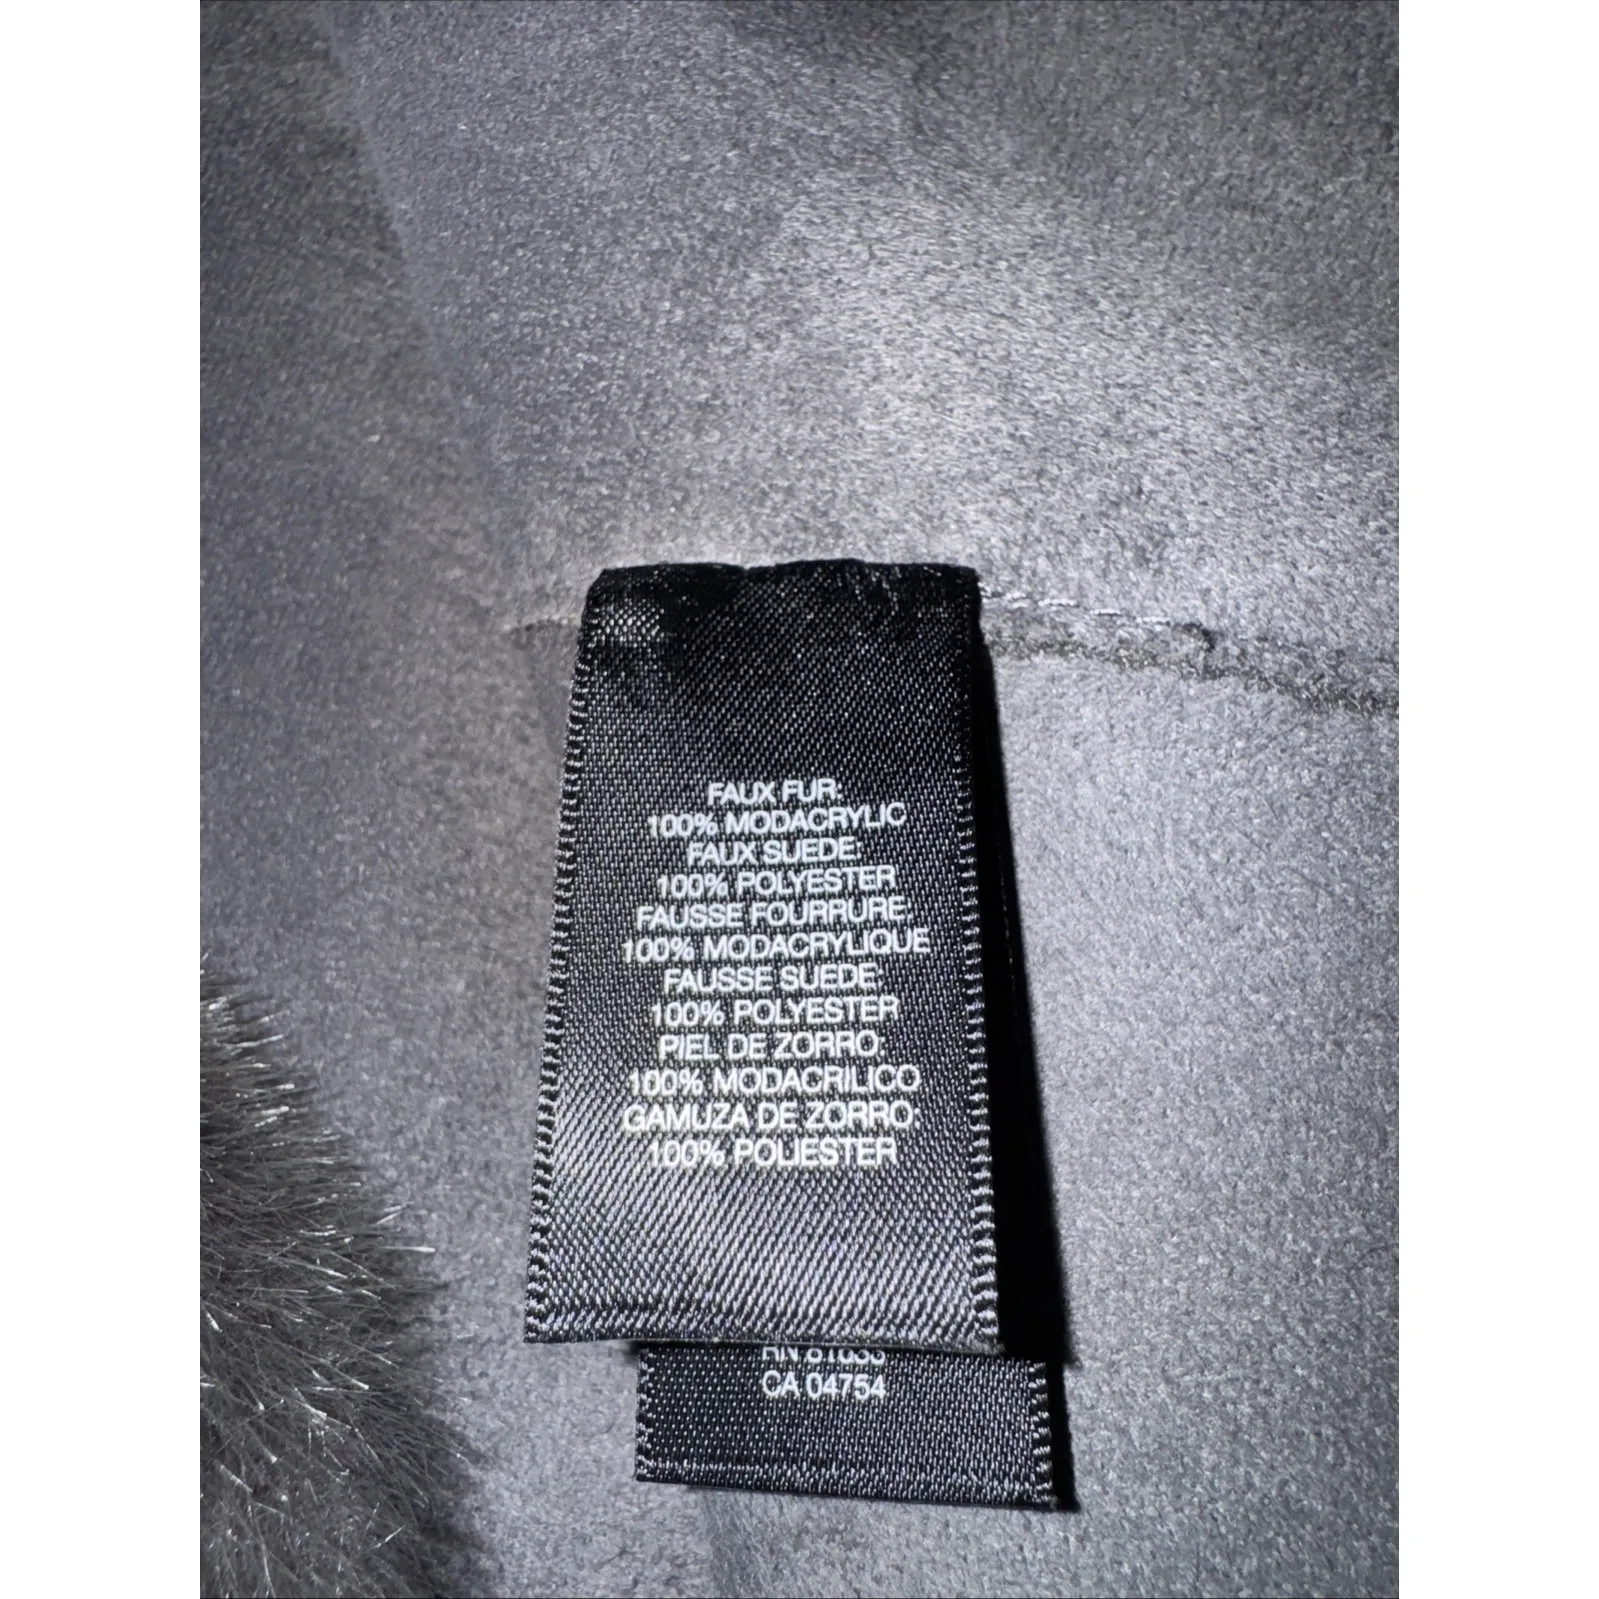 FAUX FUR:
100% MODACRYLIC
FAUX SUEDE:
100% POLYESTER
FAUSSE FOURRURE:
100% MODACRYLIQUE
FAUSSE SUEDE:
100% POLYESTER
PIEL DE ZORRO:
100% MODACRILICO
GAMUZA DE ZORRO:
100% POLIESTER
RN
CA 04754